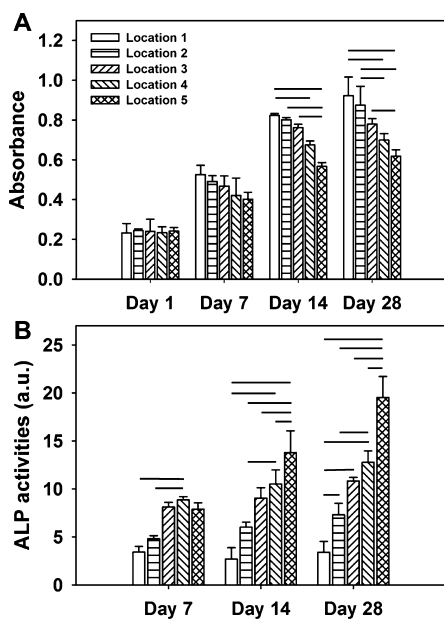 A
Absorbance
1.2
1.0
0.8
0.6
0.4
0.2
0.0
Location 1
Location 2
Location 3
Location 4
Location 5
Day 1 Day 7 Day 14 Day 28
B
ALP activities (a.u.)
25
20
15
10
5
0
Day 7 Day 14 Day 28